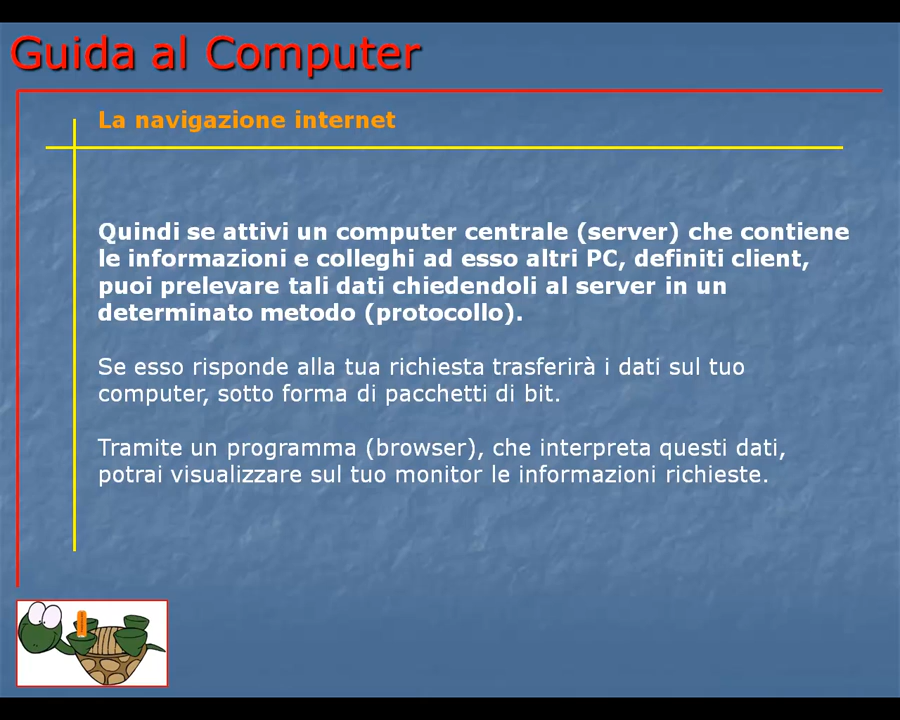 Guida al Computer
La navigazione internet
Quindi se attivi un computer centrale (server) che contiene
le informazioni e colleghi ad esso altri PC, definiti client,
puoi prelevare tali dati chiedendoli al server in un
determinato metodo (protocollo).
Se esso risponde alla tua richiesta trasferirà i dati sul tuo
computer, sotto forma di pacchetti di bit.
Tramite un programma (browser), che interpreta questi dati,
potrai visualizzare sul tuo monitor le informazioni richieste.